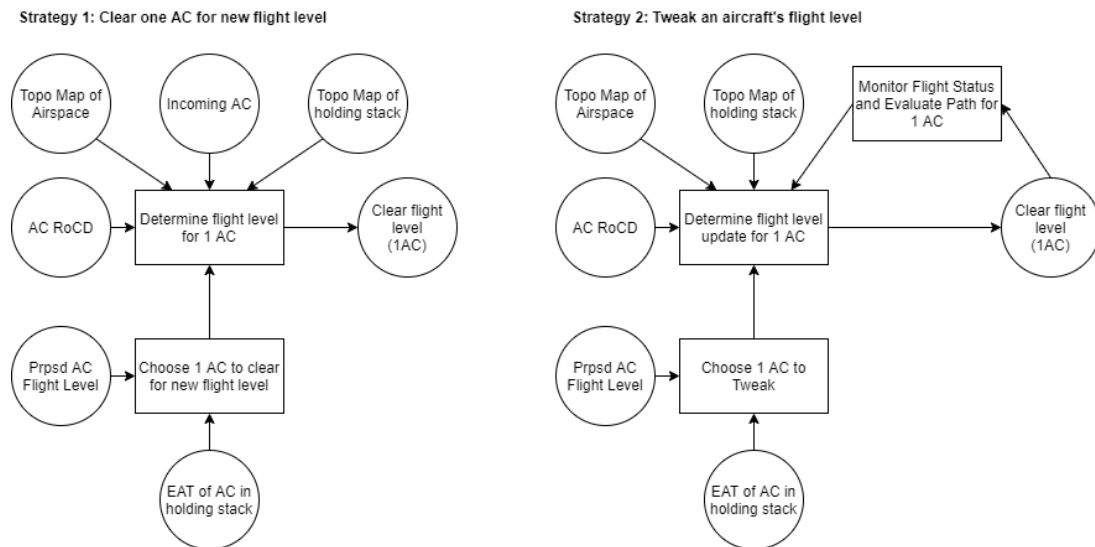 Strategy 1: Clear one AC for new flight level
Topo Map of
Airspace
Incoming AC
Topo Map of
holding stack
AC RoCD
Determine flight level
for 1 AC
Clear flight
level
(1AC)
Prpsd AC
Flight Level
Choose 1 AC to clear
for new flight level
EAT of AC in
holding stack
Strategy 2: Tweak an aircraft's flight level
Topo Map of
Airspace
Topo Map of
holding stack
Monitor Flight Status
and Evaluate Path for
1 AC
AC RoCD
Determine flight level
update for 1 AC
Clear flight
level
(1AC)
Prpsd AC
Flight Level
Choose 1 AC to
Tweak
EAT of AC in
holding stack